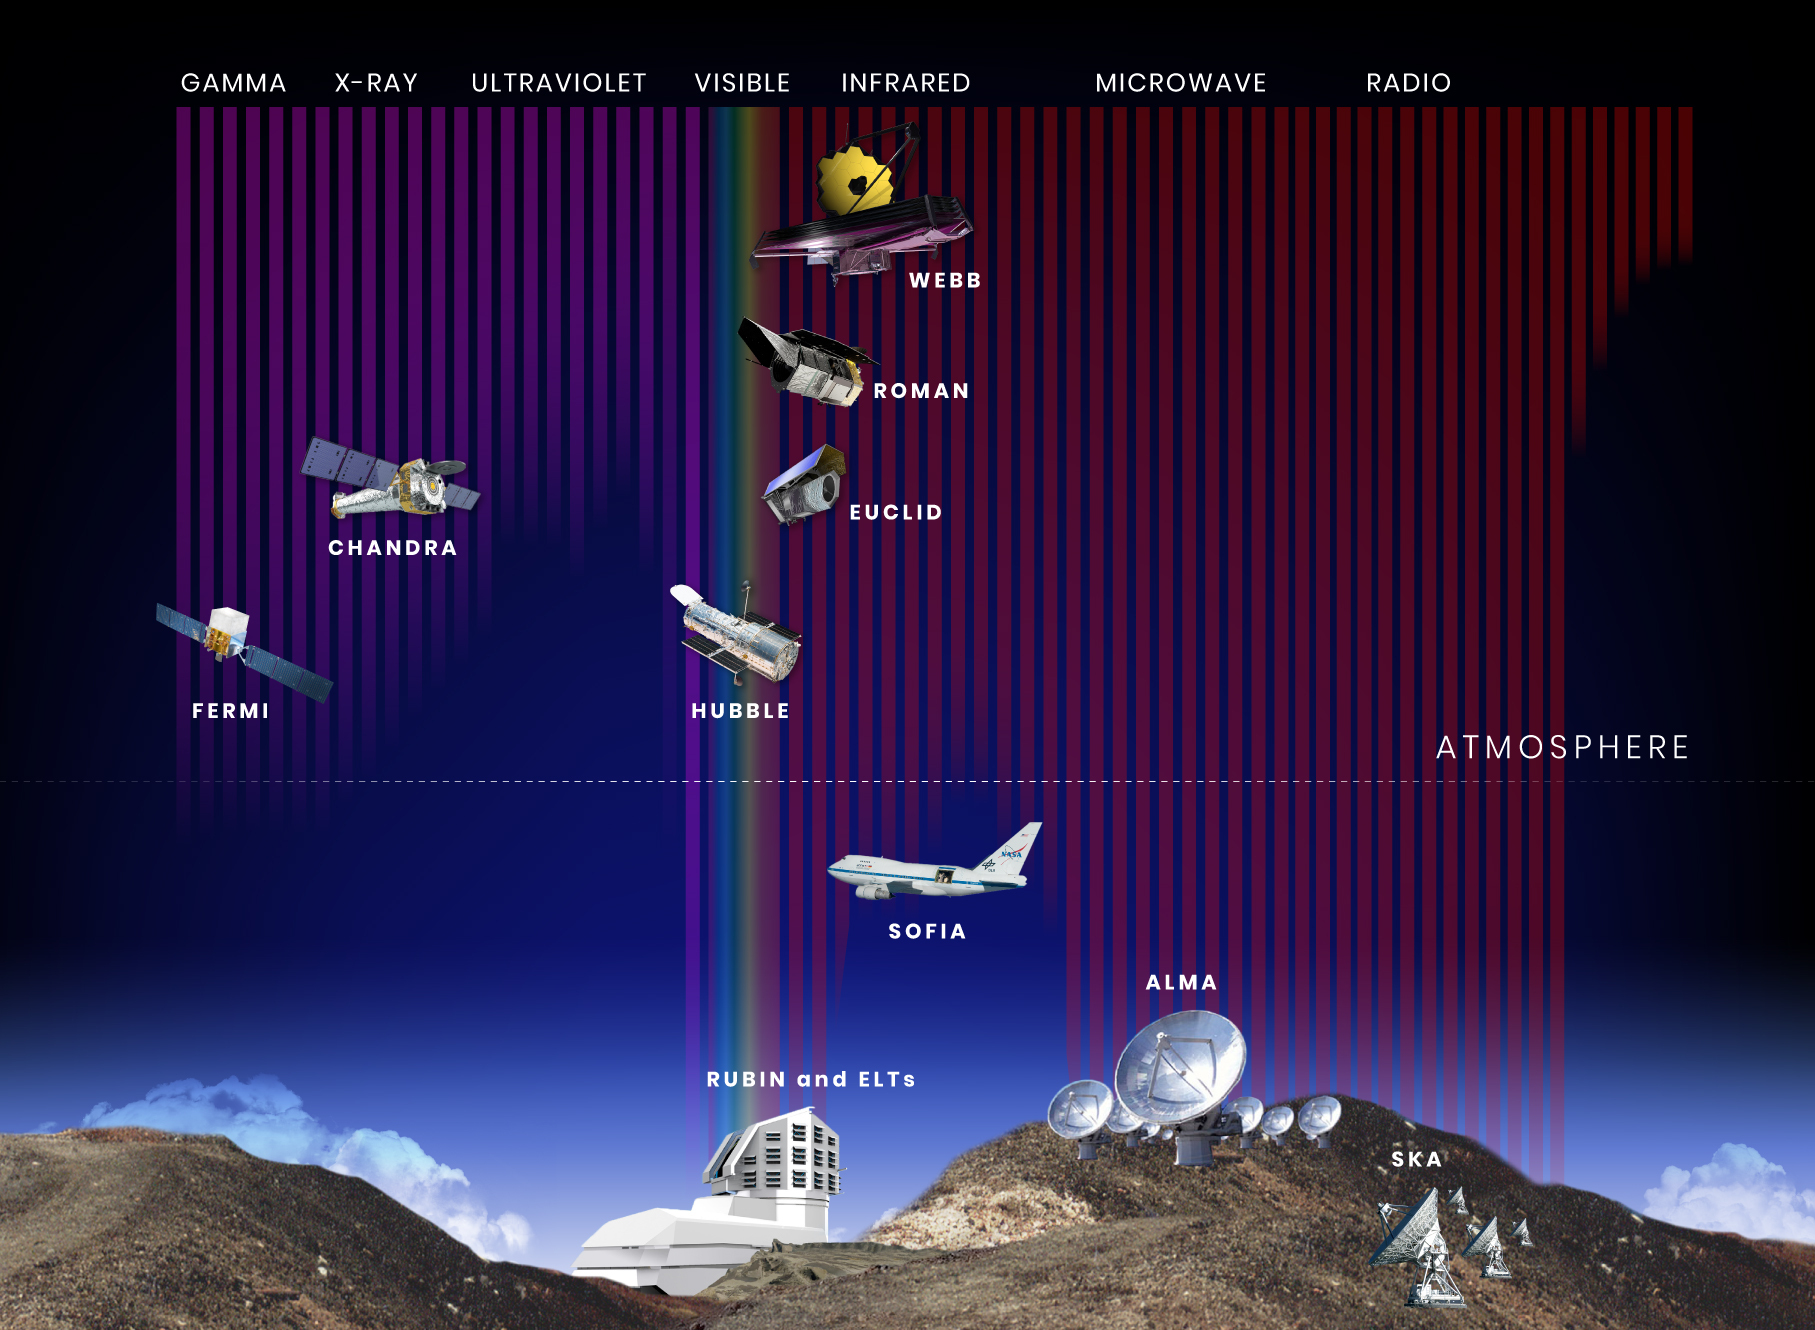 GAMMA X-RAY ULTRAVIOLET VISIBLE INFRARED MICROWAVE RADIO
WEBB
ROMAN
EUCLID
CHANDRA
FERMI
HUBBLE
ATMOSPHERE
NASA
SOFIA
ALMA
RUBIN and ELTs
SKA